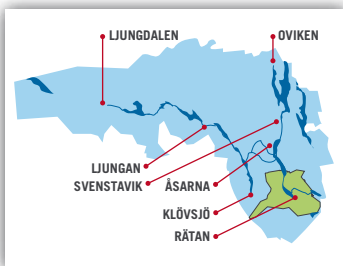 LJUNGDALEN
OVIKEN
LJUNGAN
SVENSTAVIK
ÅSARNA
KLÖVSJÖ
RÄTAN